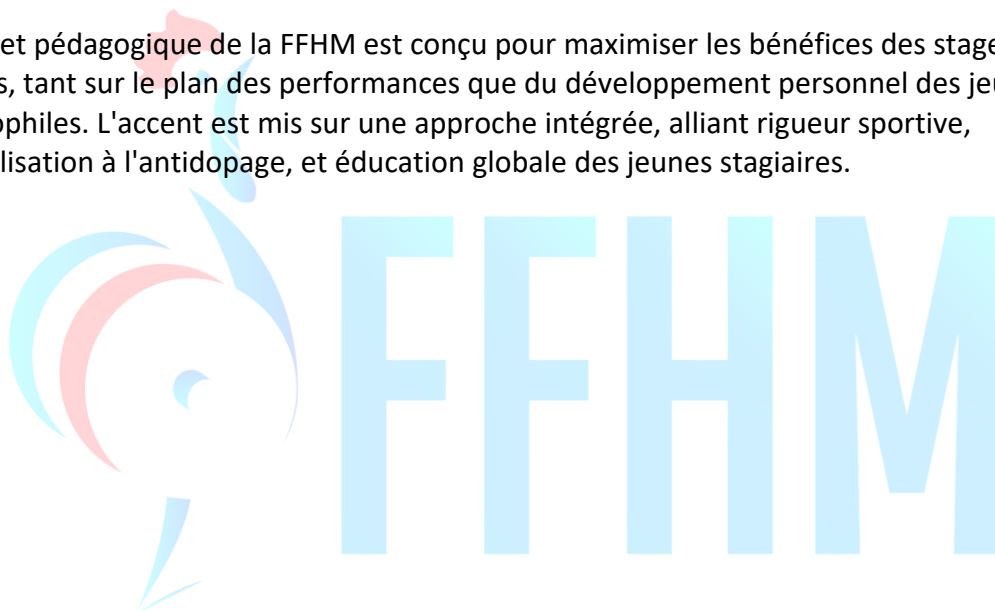 et pédagogique de la FFHM est conçu pour maximiser les bénéfices des stage
s, tant sur le plan des performances que du développement personnel des jeu
ophiles. L'accent est mis sur une approche intégrée, alliant rigueur sportive,
lisation à l'antidopage, et éducation globale des jeunes stagiaires.
FFHM